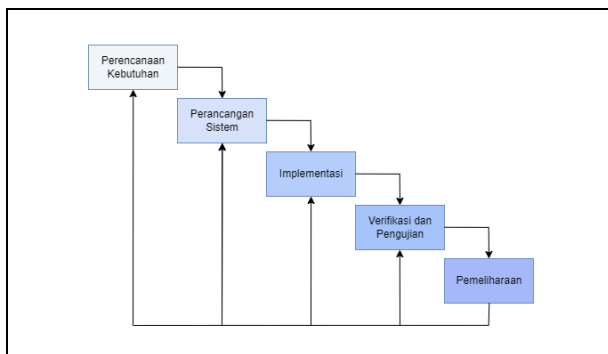 Perencanaan
Kebutuhan
Perancangan
Sistem
Implementasi
Verifikasi dan
Pengujian
Pemeliharaan